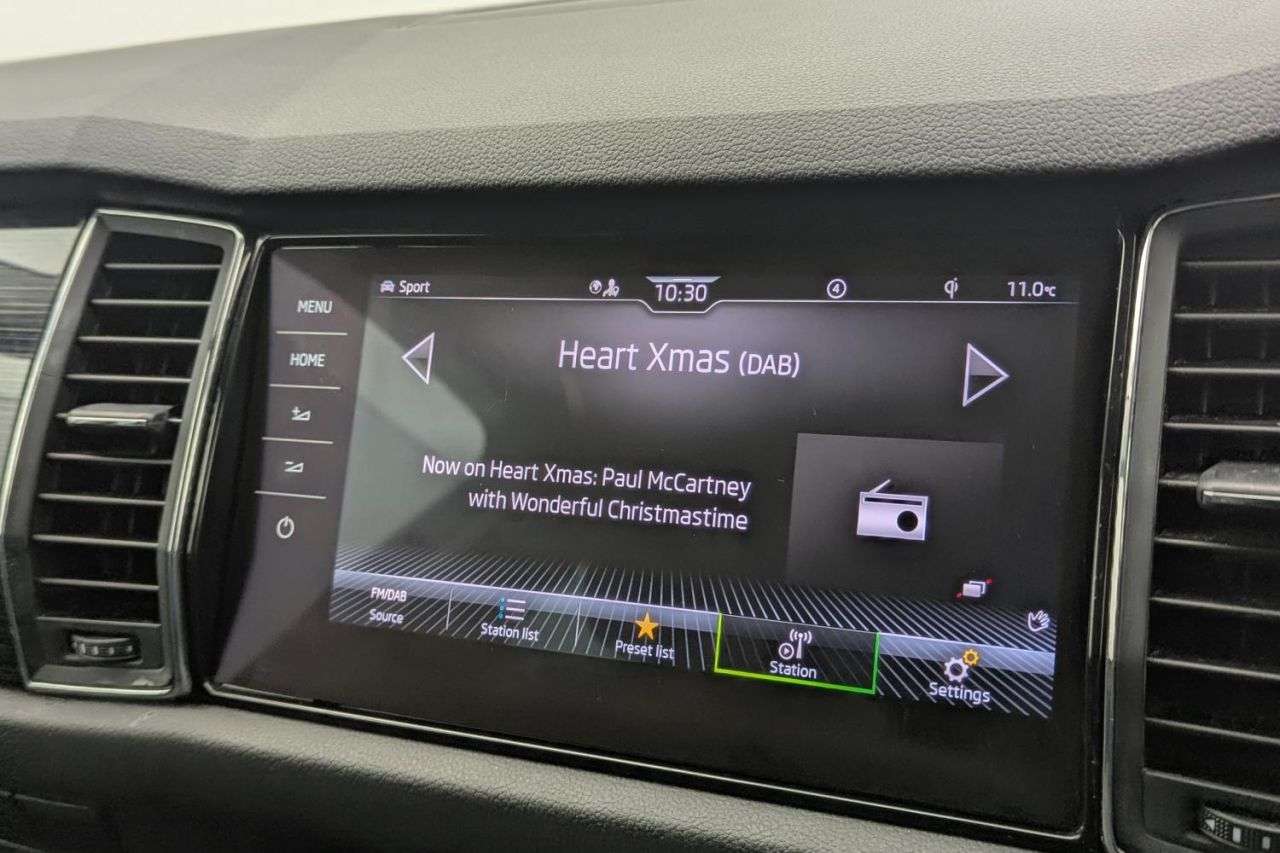 Sport
10:30
4
qi
11.0°C
MENU
HOME
Heart Xmas (DAB)
Now on Heart Xmas: Paul McCartney
with Wonderful Christmastime
FM/DAB
Source
Station list
Preset list
Station
Settings